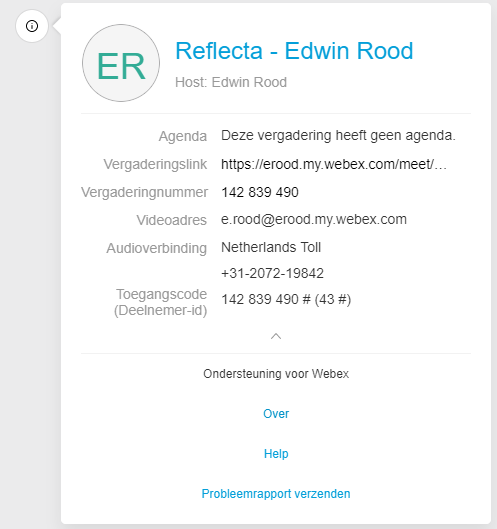 ER
Reflecta - Edwin Rood
Host: Edwin Rood
Agenda Deze vergadering heeft geen agenda.
Vergaderingslink https://erood.my.webex.com/meet/…
Vergaderingnummer 142 839 490
Videoadres e.rood@erood.my.webex.com
Audioverbinding Netherlands Toll
+31-2072-19842
Toegangscode 142 839 490 # (43 #)
(Deelnemer-id)
Ondersteuning voor Webex
Over
Help
Probleemrapport verzenden